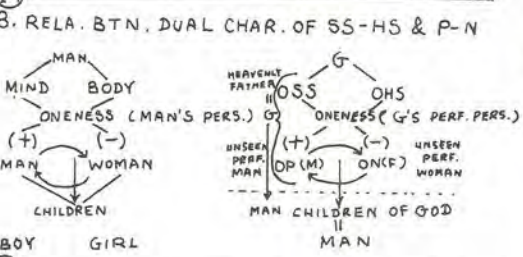 3. RELA. BTN. DUAL CHAR. OF SS-HS & P-N
MAN
MIND BODY
ONENESS (MAN'S PERS.)
(+) (-)
MAN WOMAN
CHILDREN
BOY GIRL
G
HEAVENLY
FATHER
OSS OHS
G ONENESS (G'S PERF. PERS.)
(+) (-)
UNSEEN
PERF.
MAN
OP (M) ON(F)
UNSEEN
PERF.
WOMAN
MAN CHILDREN OF GOD
MAN